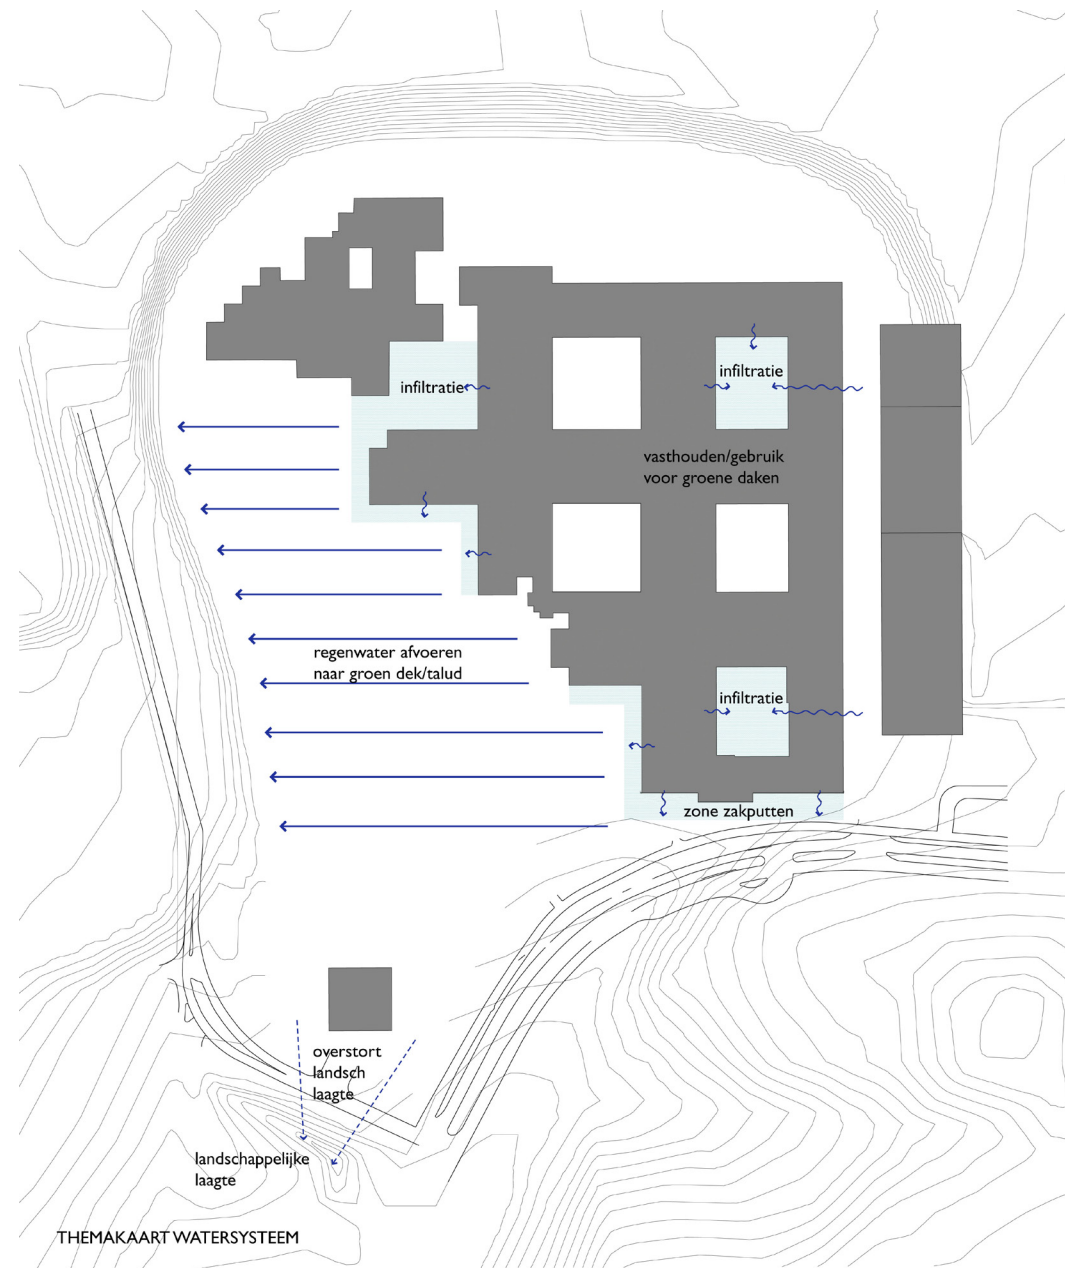 infiltratie
infiltratie
vasthouden/gebruik
voor groene daken
regenwater afvoeren
naar groen dek/talud
infiltratie
zone zakputten
overstort
landsch
laagte
landschappelijke
laagte
THEMAKAART WATERSYSTEEM